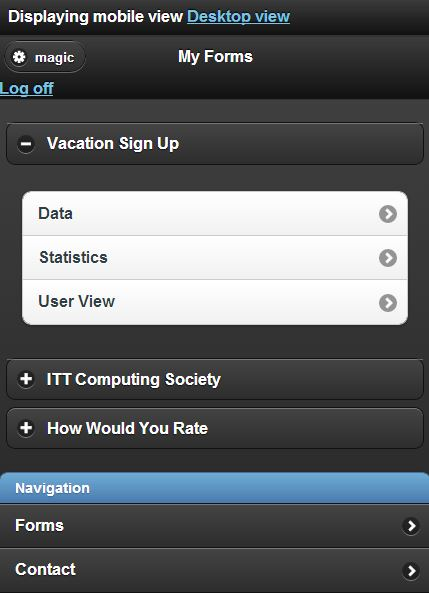 Displaying mobile view Desktop view
magic My Forms
Log off
Vacation Sign Up
Data
Statistics
User View
ITT Computing Society
How Would You Rate
Navigation
Forms
Contact